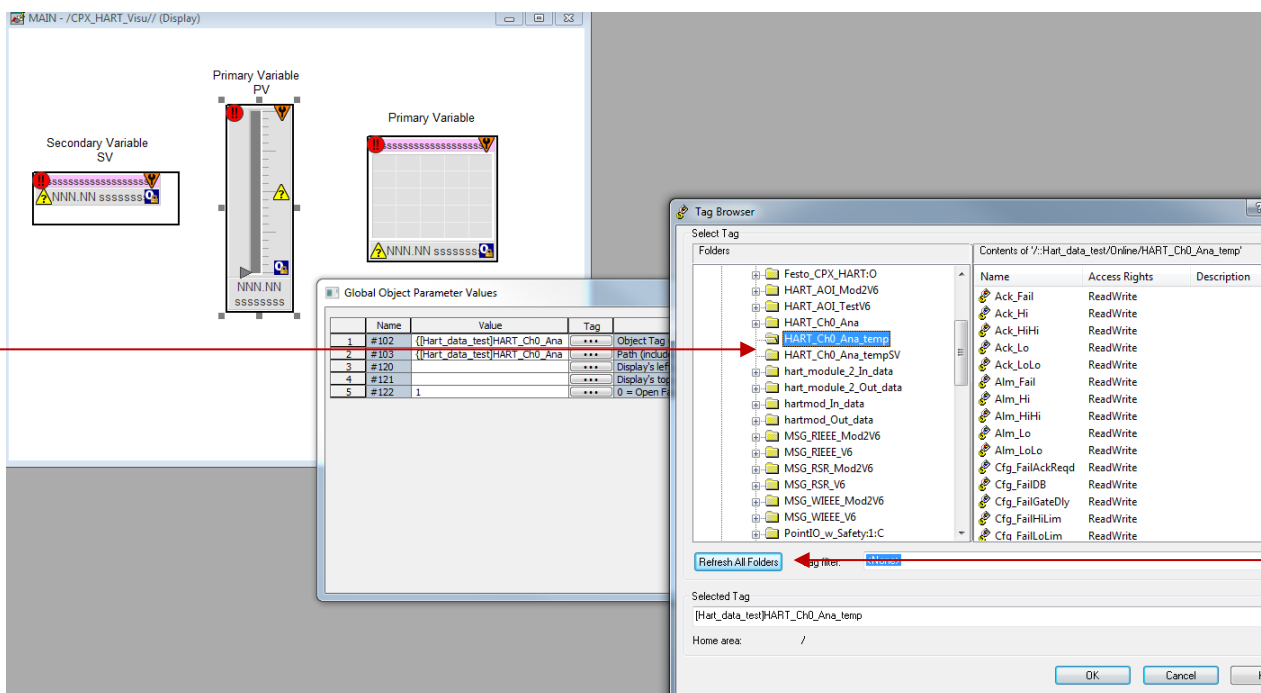 MAIN - /CPX_HART_Visu// (Display)
Primary Variable
PV
Secondary Variable
SV
Primary Variable
ssssssssssssssssss
NNN.NN sssssss
NNN.NN
ssssssss
ssssssssssssssssss
NNN.NN sssssss
Global Object Parameter Values
Name Value Tag
1 #102 {[Hart_data_test]HART_Ch0_Ana ... Object Tag
2 #103 {[Hart_data_test]HART_Ch0_Ana ... Path (include
3 #120 ... Display's left
4 #121 ... Display's top
5 #122 1 ... 0 = Open Fa
Tag Browser
Select Tag
Folders
Festo_CPX_HART:O
HART_AOI_Mod2V6
HART_AOI_TestV6
HART_Ch0_Ana
HART_Ch0_Ana_temp
HART_Ch0_Ana_tempSV
hart_module_2_In_data
hart_module_2_Out_data
hartmod_In_data
hartmod_Out_data
MSG_RIEEE_Mod2V6
MSG_RIEEE_V6
MSG_RSR_Mod2V6
MSG_RSR_V6
MSG_WIEEE_Mod2V6
MSG_WIEEE_V6
PointIO_w_Safety:1:C
Contents of '/::Hart_data_test/Online/HART_Ch0_Ana_temp'
Name Access Rights Description
Ack_Fail ReadWrite
Ack_Hi ReadWrite
Ack_HiHi ReadWrite
Ack_Lo ReadWrite
Ack_LoLo ReadWrite
Alm_Fail ReadWrite
Alm_Hi ReadWrite
Alm_HiHi ReadWrite
Alm_Lo ReadWrite
Alm_LoLo ReadWrite
Cfg_FailAckReqd ReadWrite
Cfg_FailDB ReadWrite
Cfg_FailGateDly ReadWrite
Cfg_FailHiLim ReadWrite
Cfg_FailLoLim ReadWrite
Refresh All Folders
Tag filter: <None>
Selected Tag
[Hart_data_test]HART_Ch0_Ana_temp
Home area: /
OK Cancel H